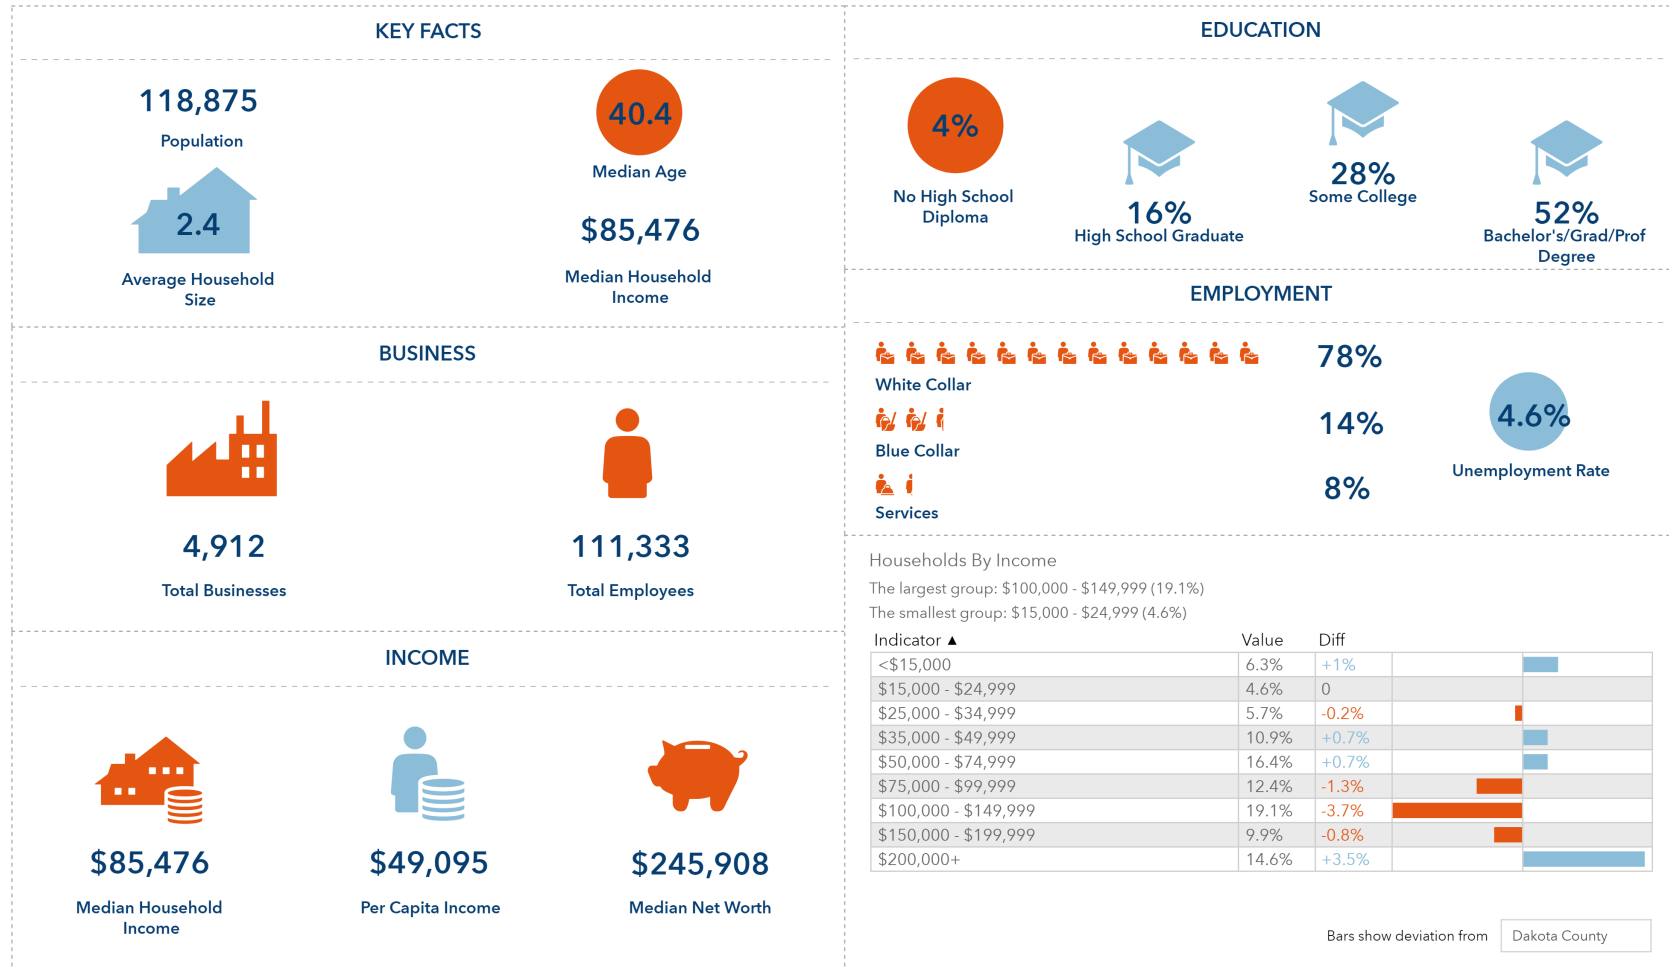 KEY FACTS
118,875
Population
40.4
Median Age
2.4
Average Household
Size
$85,476
Median Household
Income
BUSINESS
4,912
Total Businesses
111,333
Total Employees
INCOME
$85,476
Median Household
Income
$49,095
Per Capita Income
$245,908
Median Net Worth
EDUCATION
4%
No High School
Diploma
16%
High School Graduate
28%
Some College
52%
Bachelor's/Grad/Prof
Degree
EMPLOYMENT
78%
White Collar
14%
Blue Collar
8%
Services
4.6%
Unemployment Rate
Households By Income
The largest group: $100,000 - $149,999 (19.1%)
The smallest group: $15,000 - $24,999 (4.6%)
Indicator ▲ Value Diff
<$15,000 6.3% +1%
$15,000 - $24,999 4.6% 0
$25,000 - $34,999 5.7% -0.2%
$35,000 - $49,999 10.9% +0.7%
$50,000 - $74,999 16.4% +0.7%
$75,000 - $99,999 12.4% -1.3%
$100,000 - $149,999 19.1% -3.7%
$150,000 - $199,999 9.9% -0.8%
$200,000+ 14.6% +3.5%
Bars show deviation from Dakota County